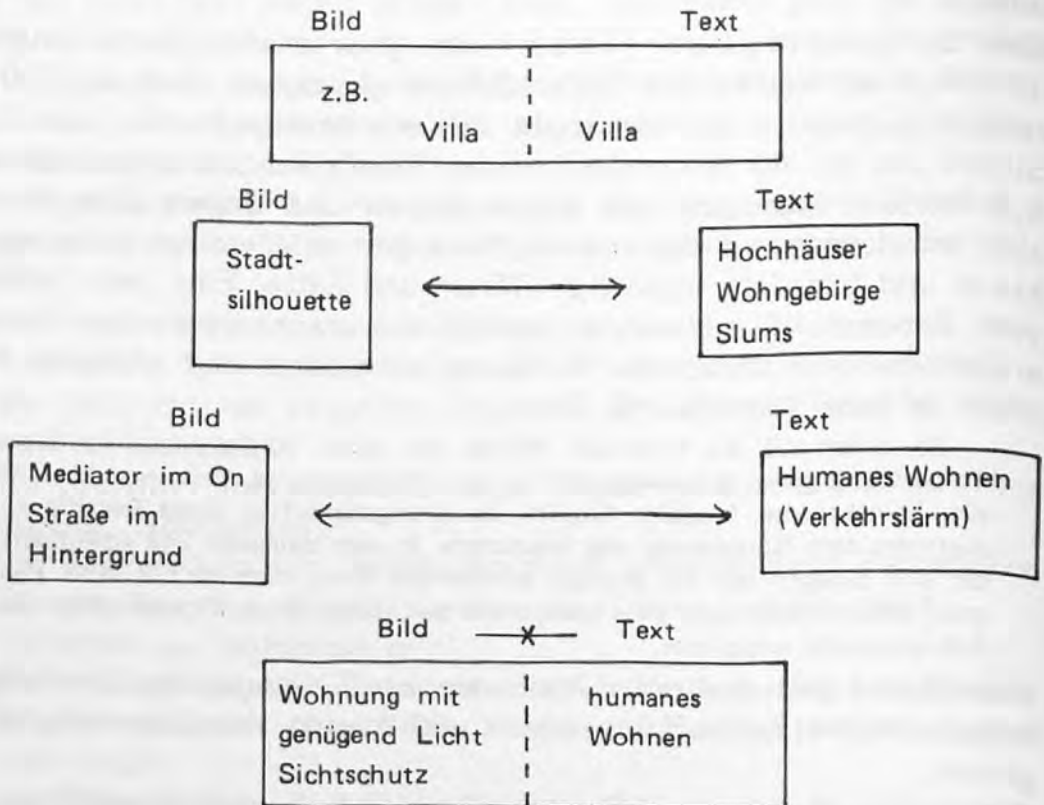 Bild Text
z.B.
Villa Villa
Bild Text
Stadt-
silhouette
Hochhäuser
Wohngebirge
Slums
Bild Text
Mediator im On
Straße im
Hintergrund
Humanes Wohnen
(Verkehrslärm)
Bild x Text
Wohnung mit
genügend Licht
Sichtschutz
humanes
Wohnen